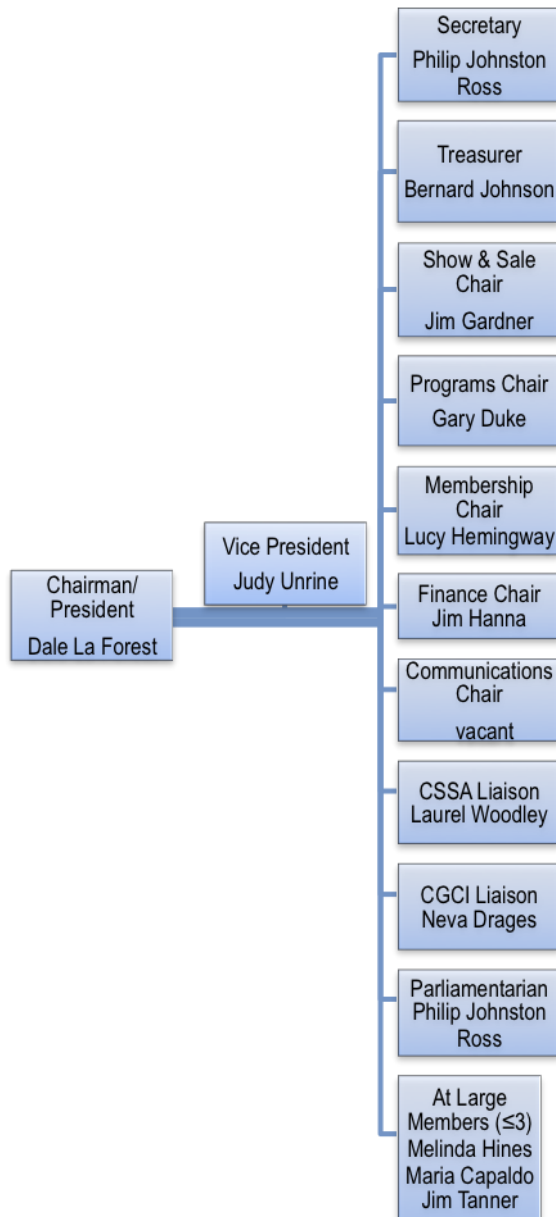 Secretary
Philip Johnston
Ross
Treasurer
Bernard Johnson
Show & Sale
Chair
Jim Gardner
Programs Chair
Gary Duke
Membership
Chair
Lucy Hemingway
Vice President
Judy Unrine
Chairman/
President
Dale La Forest
Finance Chair
Jim Hanna
Communications
Chair
vacant
CSSA Liaison
Laurel Woodley
CGCI Liaison
Neva Drages
Parliamentarian
Philip Johnston
Ross
At Large
Members (≤3)
Melinda Hines
Maria Capaldo
Jim Tanner